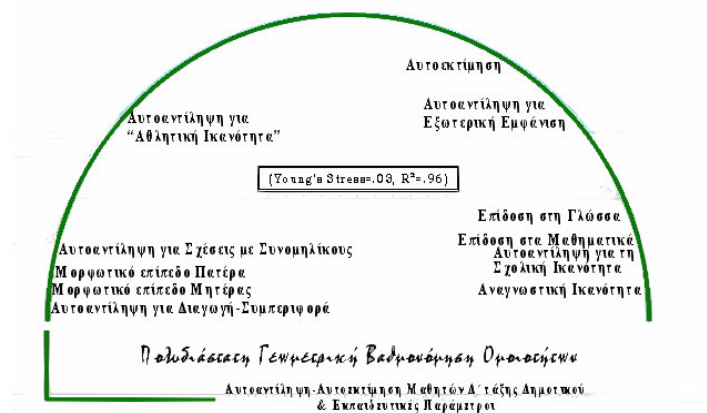 Αυτοεκτίμηση
Αυτοαντίληψη για
Εξωτερική Εμφάνιση
Αυτοαντίληψη για
“Αθλητική Ικανότητα”
(Young's Stress=.03, R²=.96)
Επίδοση στη Γλώσσα
Επίδοση στα Μαθηματικά
Αυτοαντίληψη για τη
Σχολική Ικανότητα
Αναγνωστική Ικανότητα
Αυτοαντίληψη για Σχέσεις με Συνομηλίκους
Μορφωτικό επίπεδο Πατέρα
Μορφωτικό επίπεδο Μητέρας
Αυτοαντίληψη για Διαγωγή-Συμπεριφορά
Πολυδιάστατη Γεωμετρική Βαθμονόμηση Ομοιοτήτων
Αυτοαντίληψη-Αυτοεκτίμηση Μαθητών Δ΄ τάξης Δημοτικού
& Εκπαιδευτικές Παράμετροι